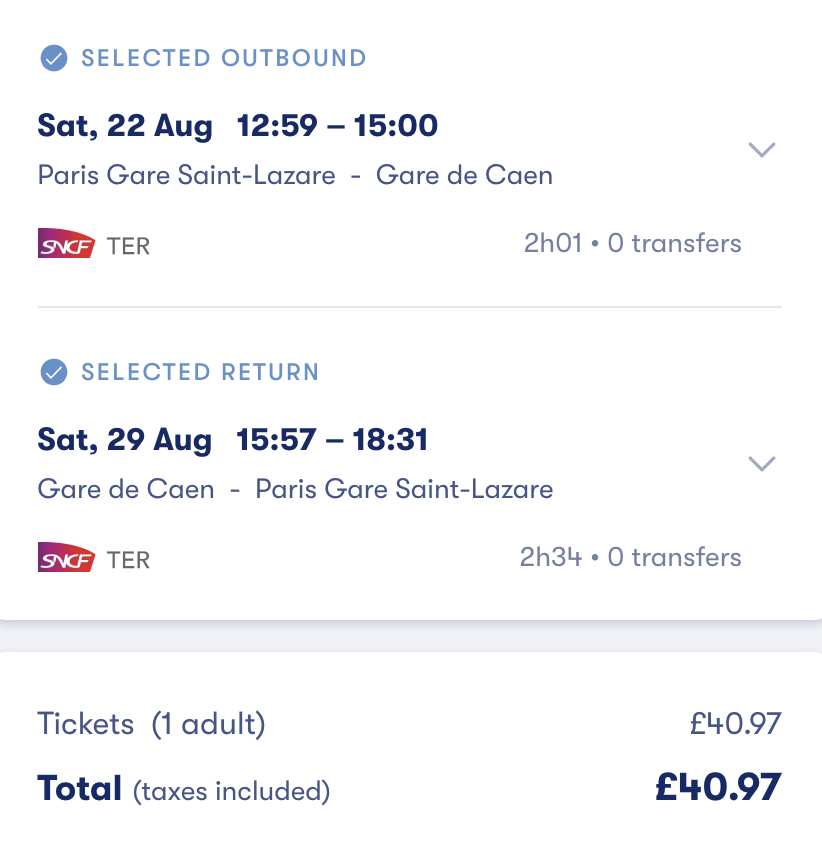 SELECTED OUTBOUND
Sat, 22 Aug 12:59 – 15:00
Paris Gare Saint-Lazare - Gare de Caen
SNCF TER 2h01 • 0 transfers
SELECTED RETURN
Sat, 29 Aug 15:57 – 18:31
Gare de Caen - Paris Gare Saint-Lazare
SNCF TER 2h34 • 0 transfers
Tickets (1 adult) £40.97
Total (taxes included) £40.97